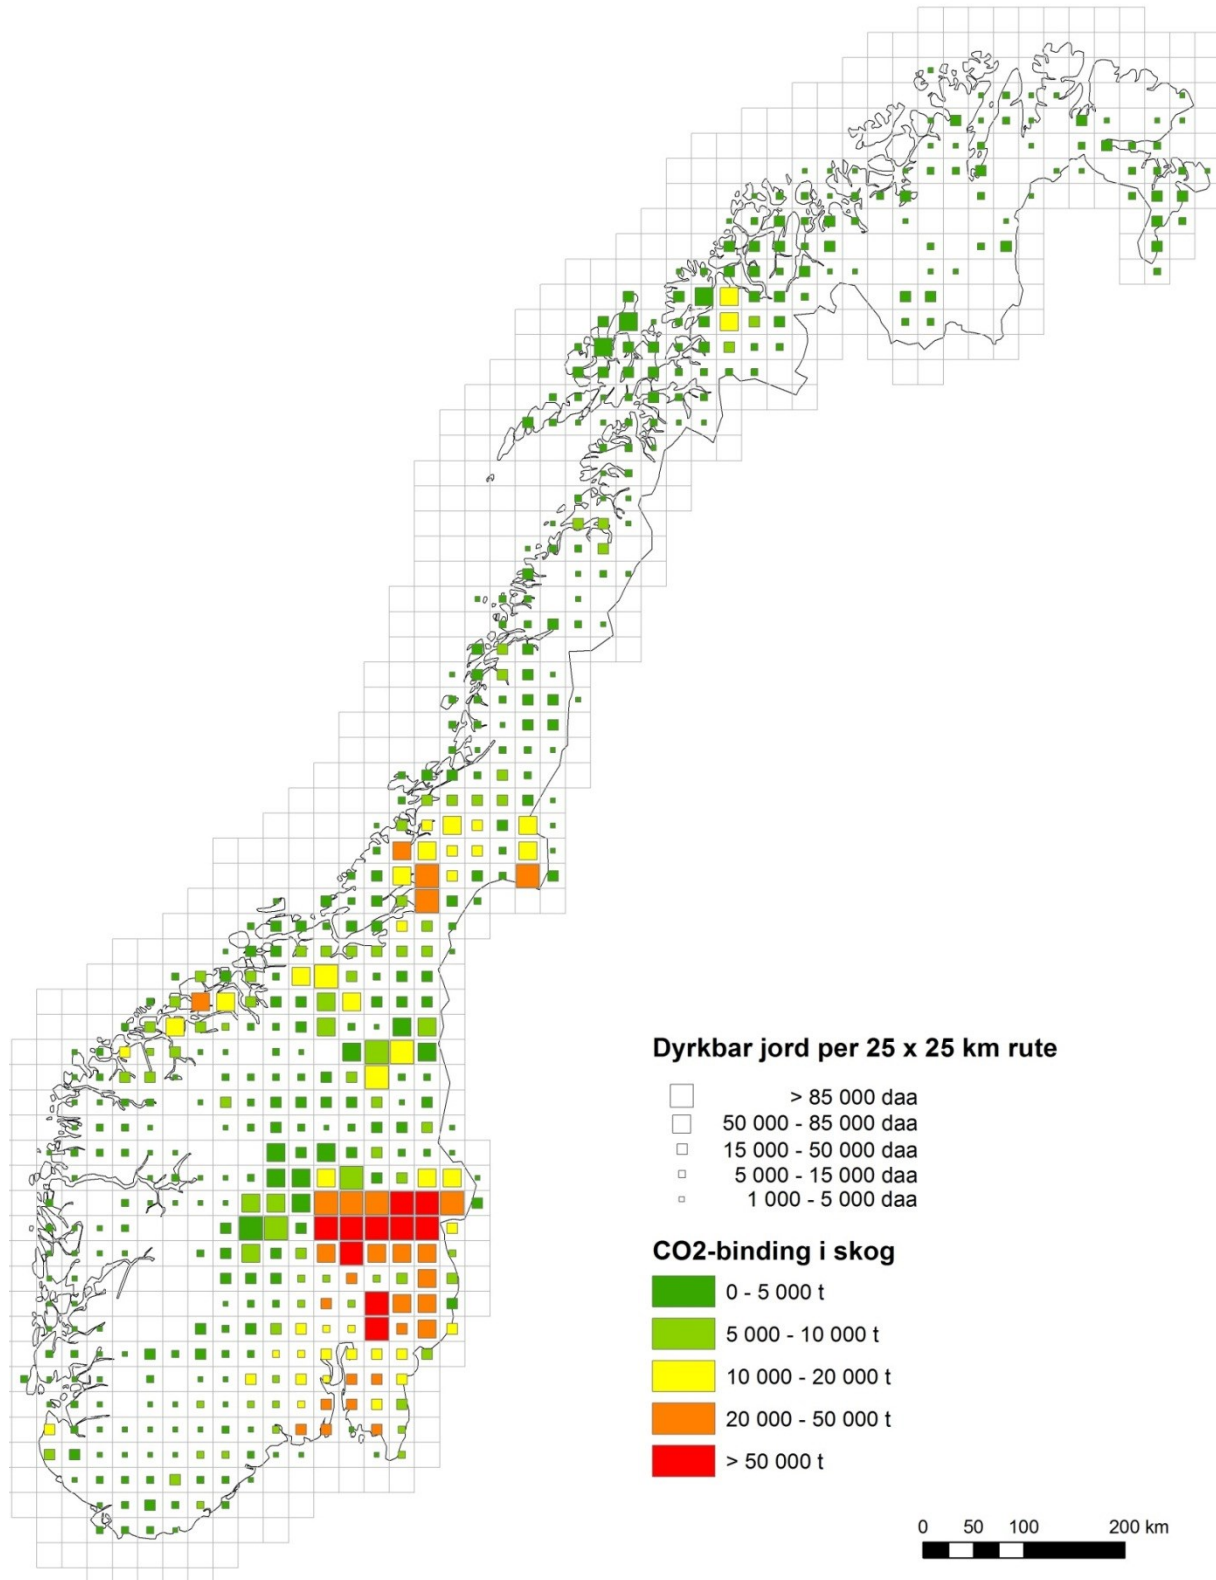 Dyrkbar jord per 25 x 25 km rute
> 85 000 daa
50 000 - 85 000 daa
15 000 - 50 000 daa
5 000 - 15 000 daa
1 000 - 5 000 daa
CO2-binding i skog
0 - 5 000 t
5 000 - 10 000 t
10 000 - 20 000 t
20 000 - 50 000 t
> 50 000 t
0 50 100 200 km